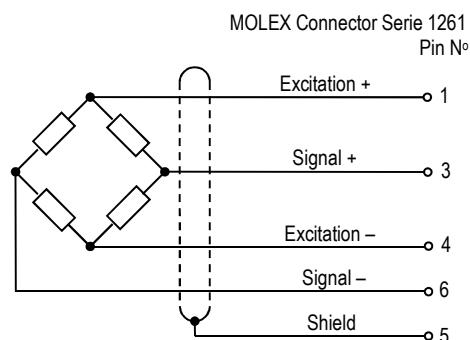 MOLEX Connector Serie 1261
Pin Nº
Excitation + 1
Signal + 3
Excitation – 4
Signal– 6
Shield 5